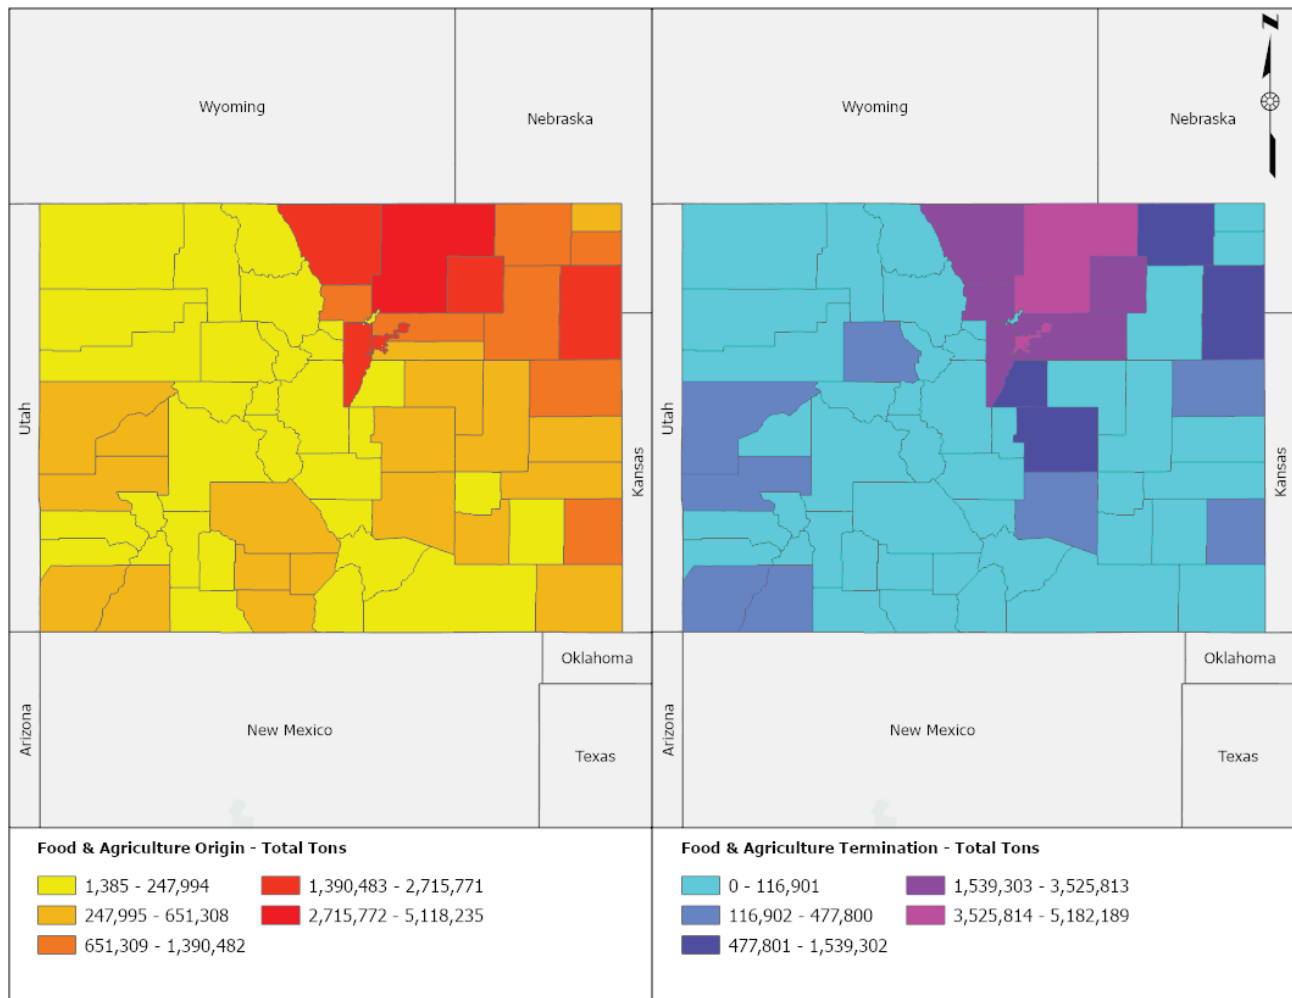 Z
Wyoming
Nebraska
Wyoming
Nebraska
Utah
Kansas
Utah
Kansas
Arizona
New Mexico
Oklahoma
Texas
Arizona
New Mexico
Oklahoma
Texas
Food & Agriculture Origin - Total Tons
1,385 - 247,994
247,995 - 651,308
651,309 - 1,390,482
1,390,483 - 2,715,771
2,715,772 - 5,118,235
Food & Agriculture Termination - Total Tons
0 - 116,901
116,902 - 477,800
477,801 - 1,539,302
1,539,303 - 3,525,813
3,525,814 - 5,182,189